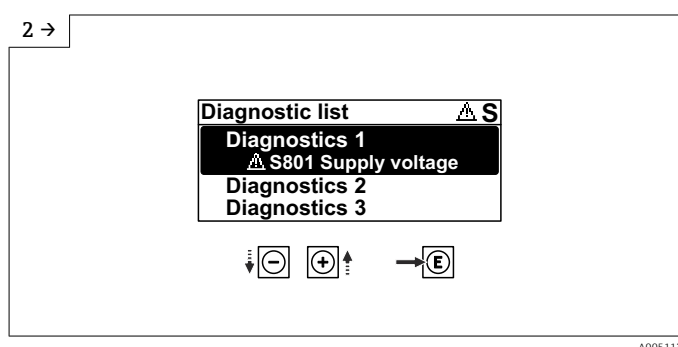 2 →
Diagnostic list ⚠ S
Diagnostics 1
⚠ S801 Supply voltage
Diagnostics 2
Diagnostics 3
− + E